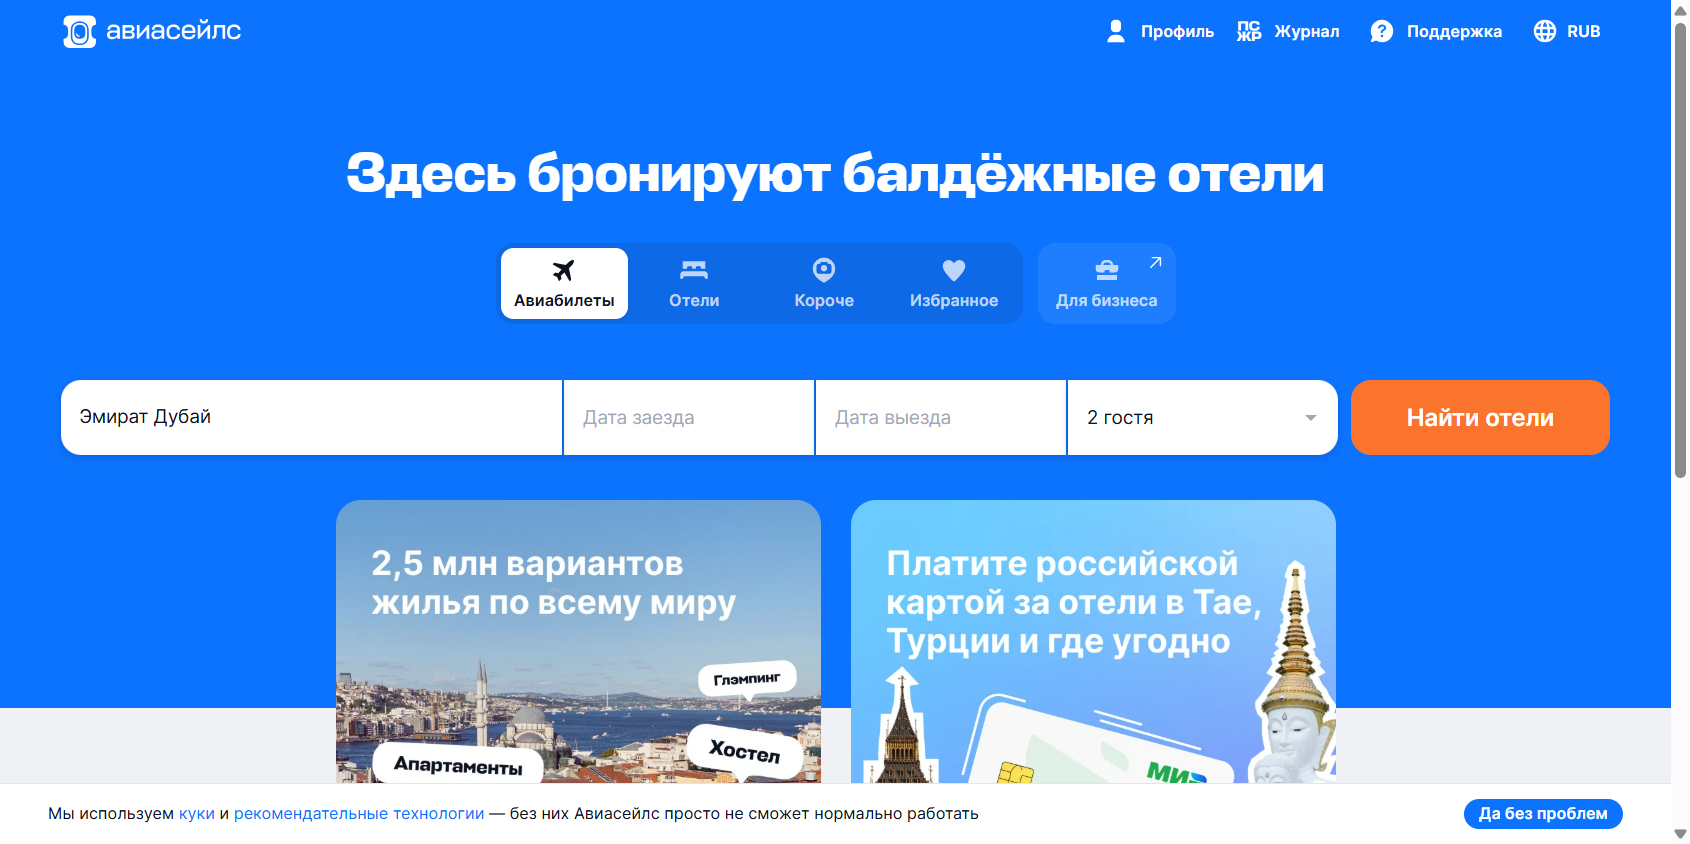 авиасейлс
Профиль
ПС
ЖР
Журнал
Поддержка
RUB
Здесь бронируют балдёжные отели
Авиабилеты
Отели
Короче
Избранное
Для бизнеса
Эмират Дубай
Дата заезда
Дата выезда
2 гостя
Найти отели
2,5 млн вариантов
жилья по всему миру
Глэмпинг
Хостел
Апартаменты
Платите российской
картой за отели в Тае,
Турции и где угодно
МИР
Мы используем куки и рекомендательные технологии — без них Авиасейлс просто не сможет нормально работать
Да без проблем